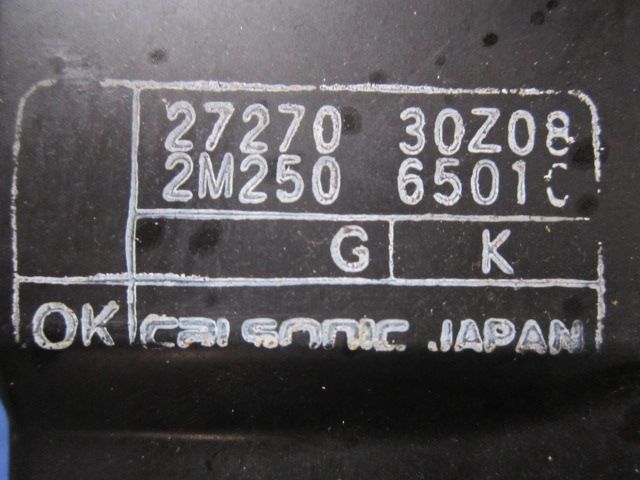 27270 30Z08
2M250 6501C
G K
OK CALSONIC JAPAN